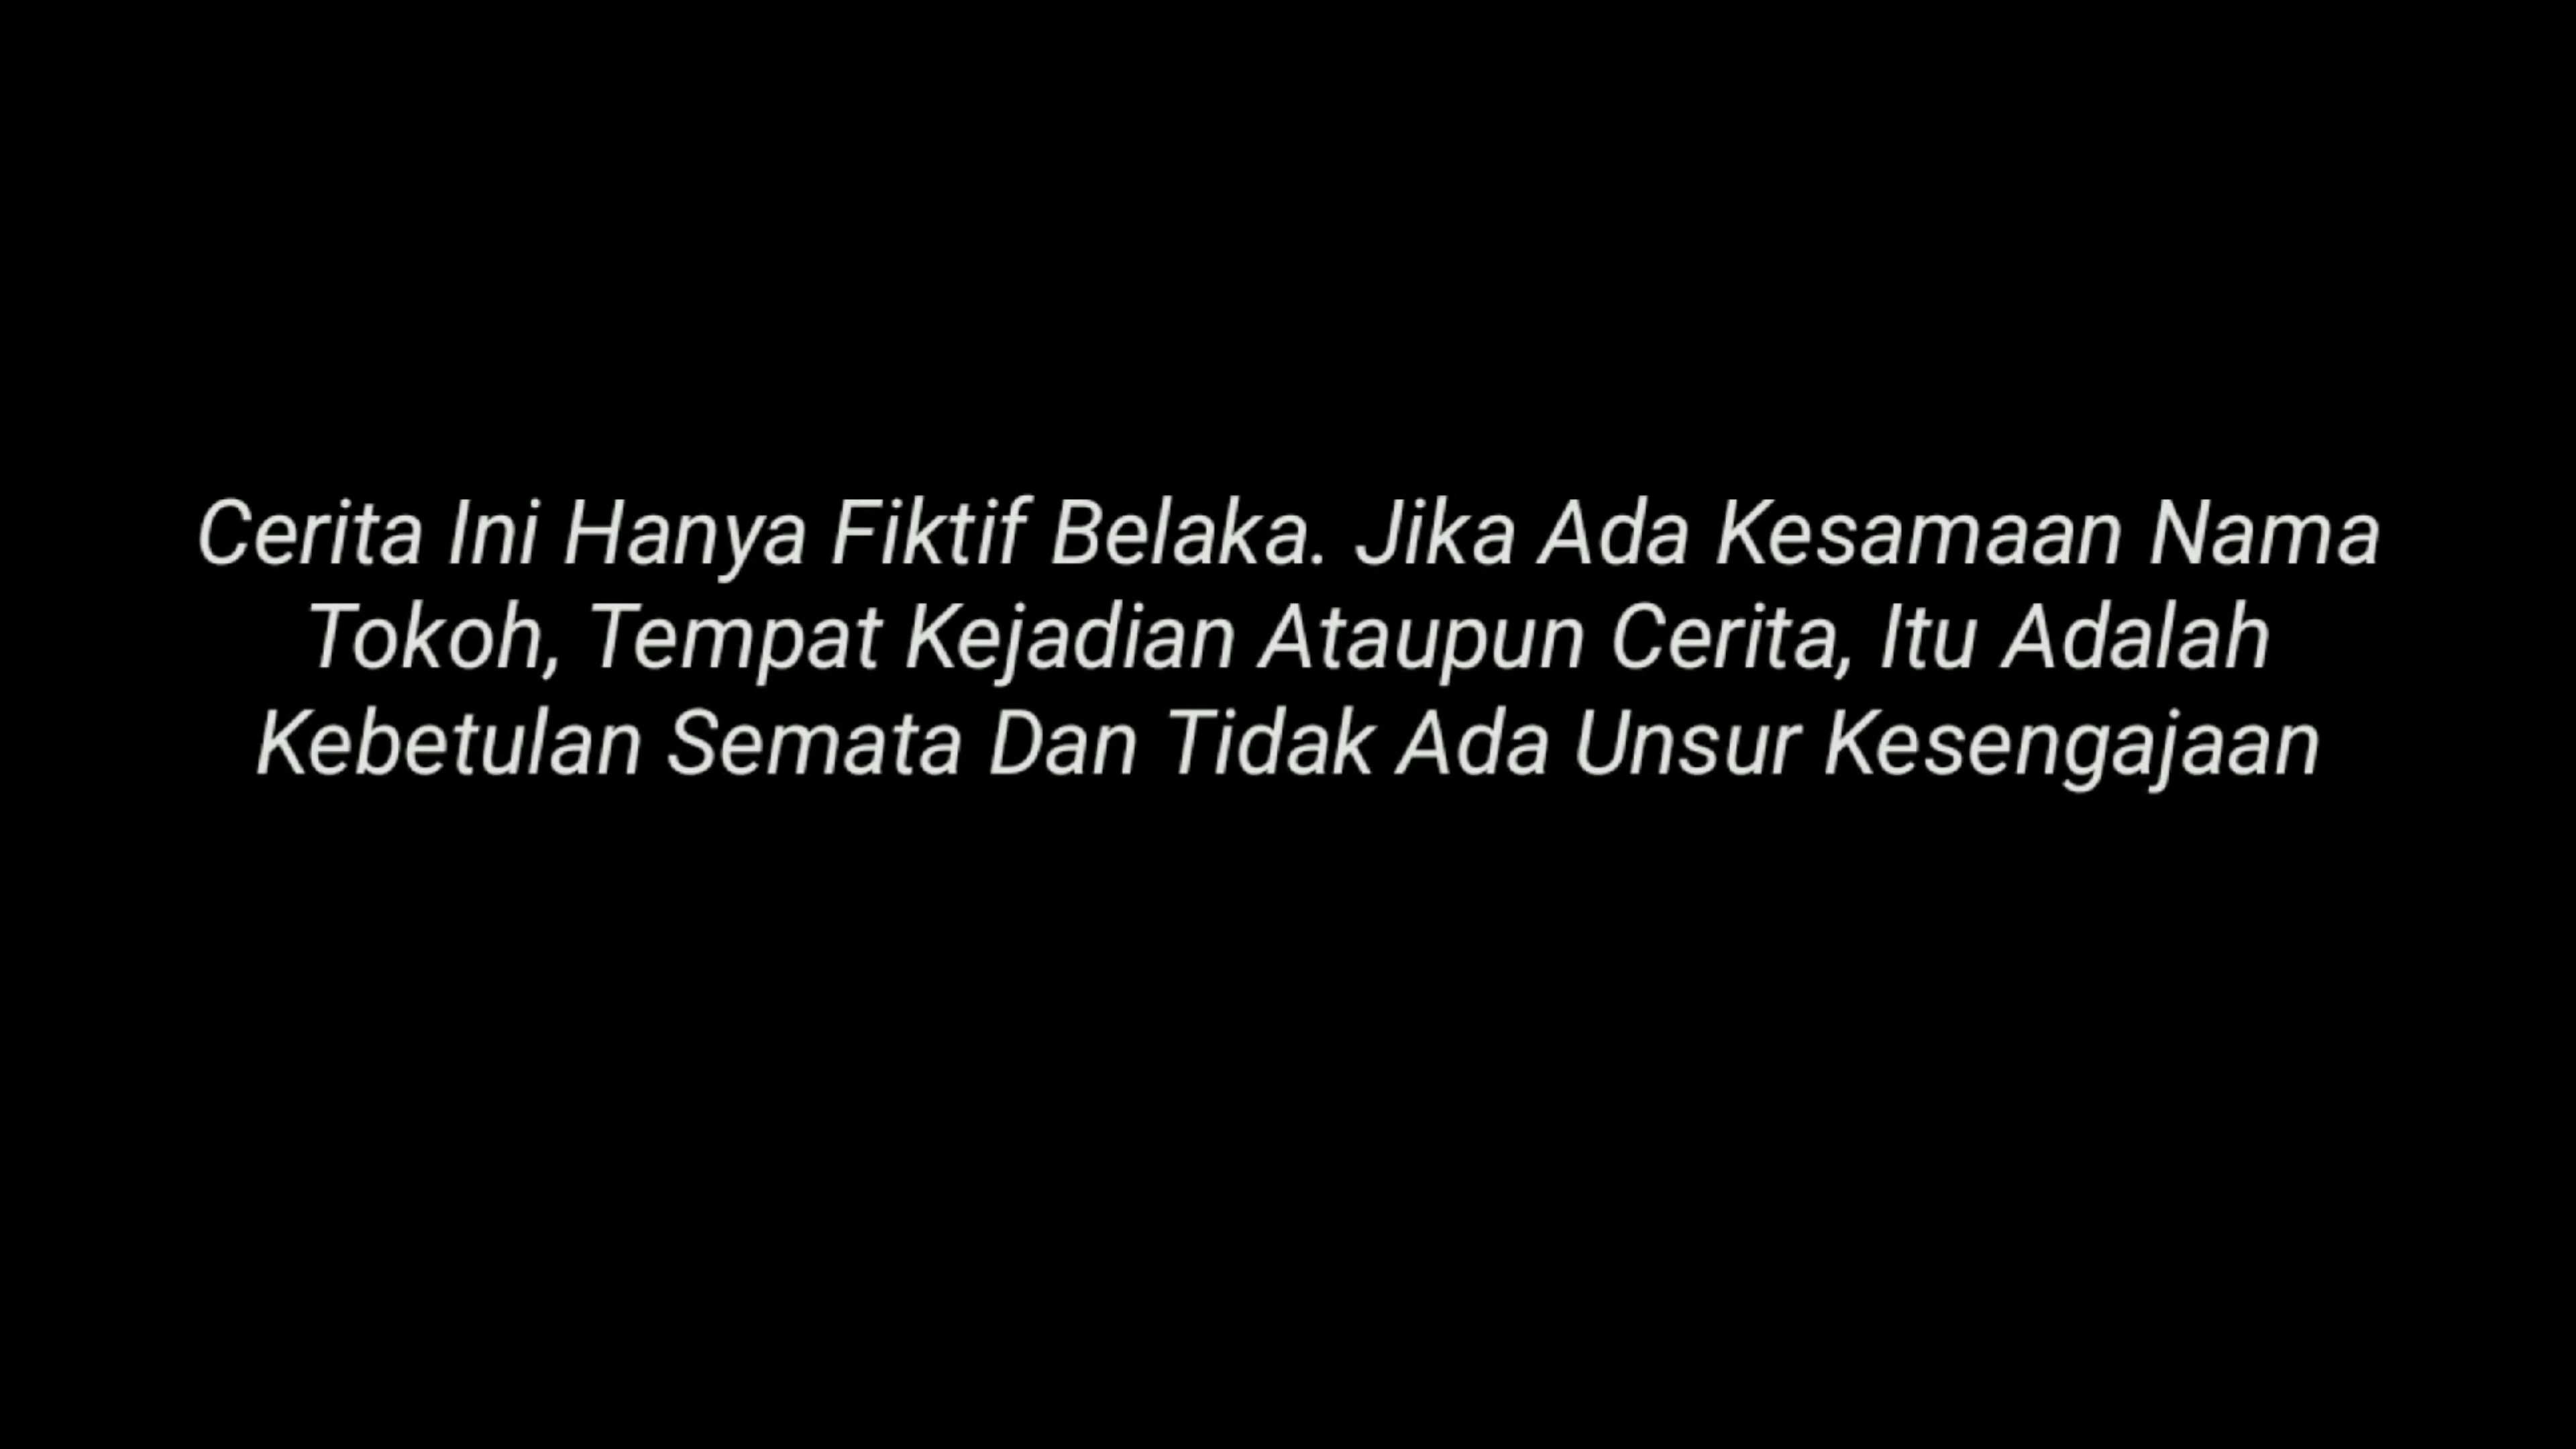 Cerita Ini Hanya Fiktif Belaka. Jika Ada Kesamaan Nama
Tokoh, Tempat Kejadian Ataupun Cerita, Itu Adalah
Kebetulan Semata Dan Tidak Ada Unsur Kesengajaan